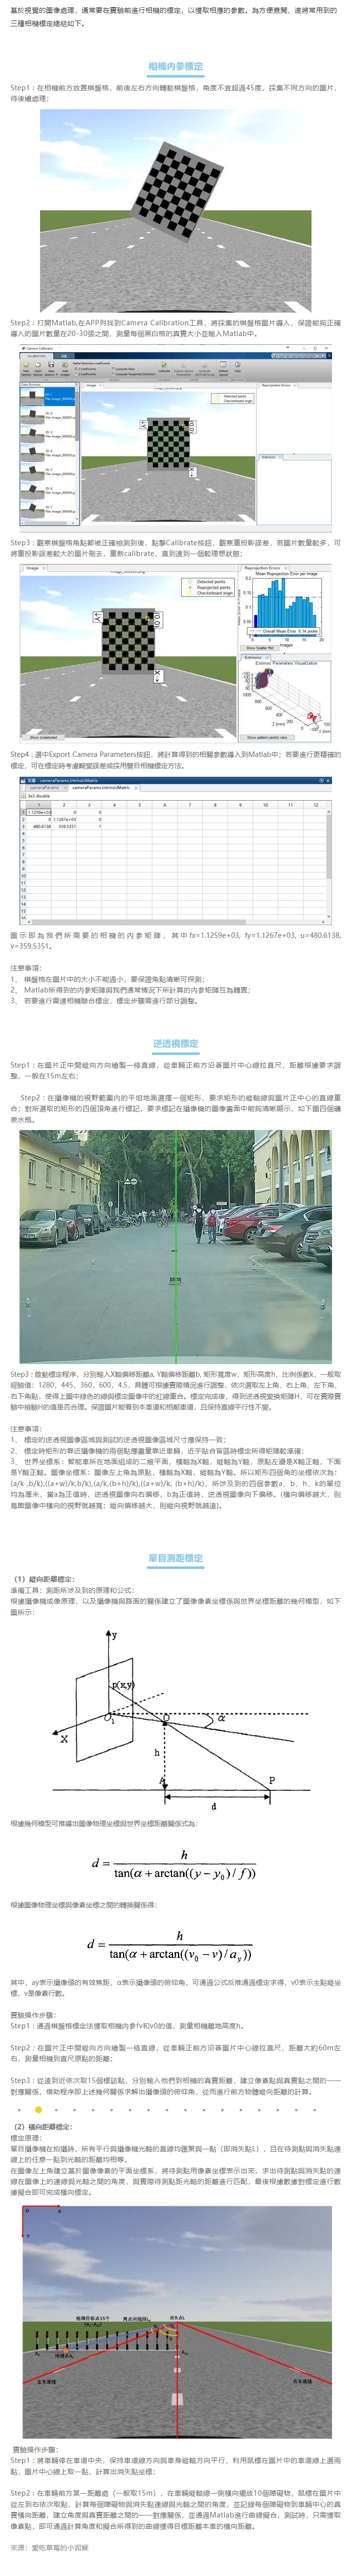 基於視覺的圖像處理，通常要在實驗前進行相機的標定，以獲取相應的參數。為方便查閱，遂將常用到的
三種相機標定總結如下。
相機內參標定
Step1：在相機前方放置棋盤格，前後左右方向轉動棋盤格，角度不宜超過45度，採集不同方向的圖片，
待後續處理；
Step2：打開Matlab,在APP列找到Camera Calibration工具，將採集的棋盤格圖片導入，保證能夠正確
導入的圖片數量在20-30張之間，測量每個黑白格的真實大小並輸入Matlab中。
Step3：觀察棋盤格角點都被正確檢測到後，點擊Calibrate按鈕，觀察重投影誤差，若圖片數量較多，可
將重投影誤差較大的圖片刪去，重新calibrate，直到達到一個較理想狀態；
Mean Reprojection Error per Image
Overall Mean Error: 0.14 pixels
Extrinsic Parameters Visualization
Step4：選中Export Camera Parameters按鈕，將計算得到的相關參數導入到Matlab中；若要進行更精確的
標定，可在標定時考慮畸變誤差或採用雙目相機標定方法。
1.1259e+03 0 0
0 1.1267e+03 0
480.6138 359.5351 1
圖示即為我們所需要的相機的內參矩陣，其中fx=1.1259e+03, fy=1.1267e+03, u=480.6138,
v=359.5351。
注意事項：
1、 棋盤格在圖片中的大小不能過小，要保證角點清晰可探測；
2、 Matlab所得到的內參矩陣與我們通常情況下所計算的內參矩陣互為轉置；
3、 若要進行雷達相機聯合標定，標定步驟需進行部分調整。
逆透視標定
Step1：在圖片正中間縱向方向繪製一條直線，從車輛正前方沿著圖片中心線拉直尺，距離根據要求調
整，一般在15m左右；
Step2：在攝像機的視野範圍內的平坦地面選擇一個矩形，要求矩形的縱軸線與圖片正中心的直線重
合；對所選取的矩形的四個頂角進行標記，要求標記在攝像機的圖像畫面中能夠清晰顯示，如下圖四個礦
泉水瓶。
Step3：啟動標定程序，分別輸入X軸偏移距離a, Y軸偏移距離b, 矩形寬度w，矩形高度h，比例係數k，一般取
經驗值：1280，445，360，600，4.5，具體可根據實際情況進行調整，依次選取左上角、右上角、左下角、
右下角點，使得上圖中綠色的線與標定圖像中的紅線重合。標定完成後，得到逆透視變換矩陣H，可在實際實
驗中檢驗H的值是否合理。保證圖片能看到本車道和相鄰車道，且保持直線平行性不變。
注意事項：
1、 標定的逆透視圖像區域與測試的逆透視圖像區域尺寸應保持一致；
2、 標定時矩形的靠近攝像機的兩個點應盡量靠近車輛，近乎貼合盲區時標定所得矩陣較準確；
3、 世界坐標系：智能車所在地面組成的二維平面，橫軸為X軸，縱軸為Y軸，原點左邊是X軸正軸，下面
是Y軸正軸。圖像坐標系：圖像左上角為原點，橫軸為X軸，縱軸為Y軸。所以矩形四個角的坐標依次為：
(a/k ,b/k),((a+w)/k,b/k),(a/k,(b+h)/k),((a+w)/k, (b+h)/k)，所涉及到的四個參數a、b、h、k的單位
均為厘米，當a為正值時，逆透視圖像向右偏移，b為正值時，逆透視圖像向下偏移。(橫向偏移越大，則
鳥瞰圖像中橫向的視野就越寬；縱向偏移越大，則縱向視野就越遠)。
單目測距標定
（1）縱向距離標定：
準備工具：測距所涉及到的原理和公式：
根據攝像機成像原理，以及攝像機與路面的關係建立了圖像像素坐標係與世界坐標距離的幾何模型，如下
圖所示：
y
p(x,y)
O1
O
X
α
h
A
P
d
根據幾何模型可推導出圖像物理坐標與世界坐標距離關係式為：
d = h / tan(α + arctan((y − y0) / f))
根據圖像物理坐標與像素坐標之間的轉換關係得：
d = h / tan(α + arctan((v0 − v) / ay))
其中，ay表示攝像頭的有效焦距，α表示攝像頭的俯仰角，可通過公式反推通過標定求得，v0表示主點縱坐
標，v是像素行數。
實驗操作步驟：
Step1：通過棋盤格標定法獲取相機內參fv和v0的值，測量相機離地高度h。
Step2：在圖片正中間縱向方向繪製一條直線，從車輛正前方沿著圖片中心線拉直尺，距離大約60m左
右，測量相機到直尺原點的距離；
Step3：從遠到近依次取15個標誌點，分別輸入他們到相機的真實距離，建立像素點與真實點之間的一一
對應關係，借助程序即上述幾何關係求解出攝像頭的俯仰角，從而進行前方物體縱向距離的計算。
（2）橫向距離標定：
標定原理：
單目攝像機在拍攝時，所有平行與攝像機光軸的直線均匯聚與一點（即消失點L），且在待測點與消失點連
線上的任意一點到光軸的距離均相等。
在圖像左上角建立基於圖像像素的平面坐標系，將待測點用像素坐標表示出來，求出待測點與消失點的連
線在圖像上的連線與光軸之間的角度，與實際待測點距光軸的距離進行匹配，最後根據數據對標定進行數
據擬合即可完成橫向標定。
O
X
Y
消失点L
左车道线
右车道线
實驗操作步驟：
Step1：將車輛停在車道中央，保持車道線方向與車身縱軸方向平行，利用鼠標在圖片中的車道線上選兩
點，圖片中心線上取一點，計算出消失點坐標；
Step2：在車輛前方某一距離處（一般取15m），在車輛縱軸線一側橫向擺放10個障礙物，鼠標在圖片中
從左到右依次取點，計算每個障礙物與消失點連線與光軸之間的角度，並記錄每個障礙物到車輛中心的真
實橫向距離，建立角度與真實距離之間的一一對應關係，並通過Matlab進行曲線擬合，測試時，只需獲取
像素點，即可通過計算角度和擬合所得到的曲線獲得目標距離本車的橫向距離。
來源：愛吃草莓的小泥猴